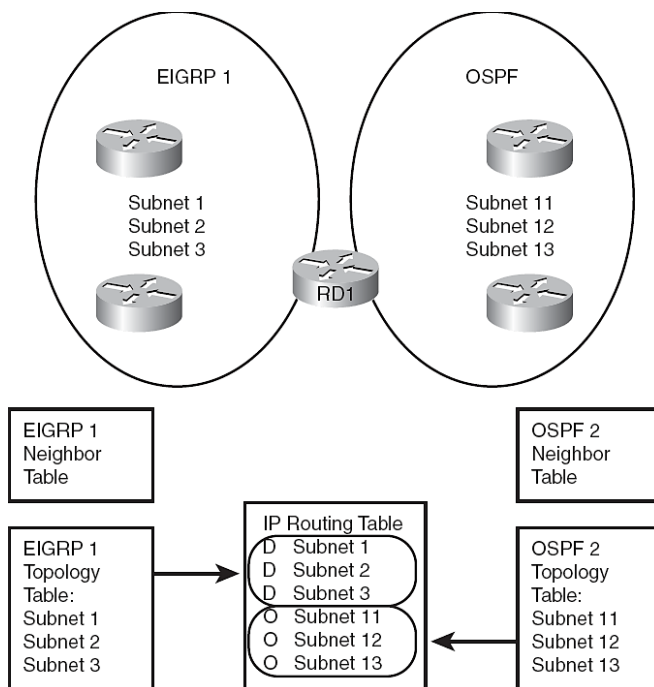 EIGRP 1
OSPF
Subnet 1
Subnet 2
Subnet 3
Subnet 11
Subnet 12
Subnet 13
RD1
EIGRP 1
Neighbor
Table
OSPF 2
Neighbor
Table
EIGRP 1
Topology
Table:
Subnet 1
Subnet 2
Subnet 3
IP Routing Table
D Subnet 1
D Subnet 2
D Subnet 3
O Subnet 11
O Subnet 12
O Subnet 13
OSPF 2
Topology
Table:
Subnet 11
Subnet 12
Subnet 13